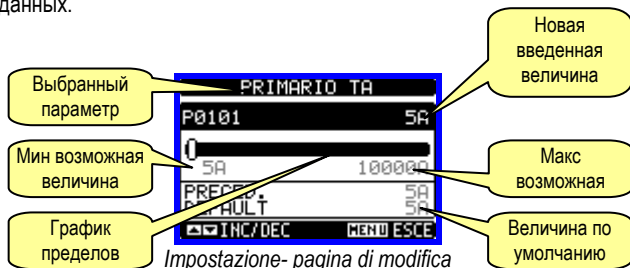 данных.
Новая
введенная
величина
Выбранный
параметр
PRIMARIO TA
P0101 5A
Мин возможная
величина
5A 10000A
Макс
возможная
PRECED. 5A
DEFAULT 5A
График
пределов
INC/DEC MENU ESCE
Величина по
умолчанию
Impostazione- pagina di modifica